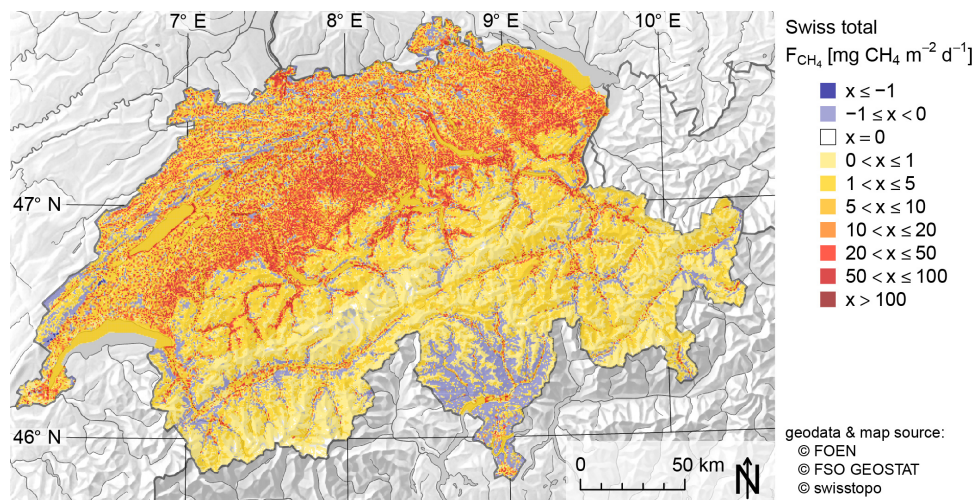 7° E 8° E 9° E 10° E
47° N
46° N
0 50 km
N
Swiss total
F_CH₄ [mg CH₄ m⁻² d⁻¹]
x ≤ −1
−1 ≤ x < 0
x = 0
0 < x ≤ 1
1 < x ≤ 5
5 < x ≤ 10
10 < x ≤ 20
20 < x ≤ 50
50 < x ≤ 100
x > 100
geodata & map source:
© FOEN
© FSO GEOSTAT
© swisstopo